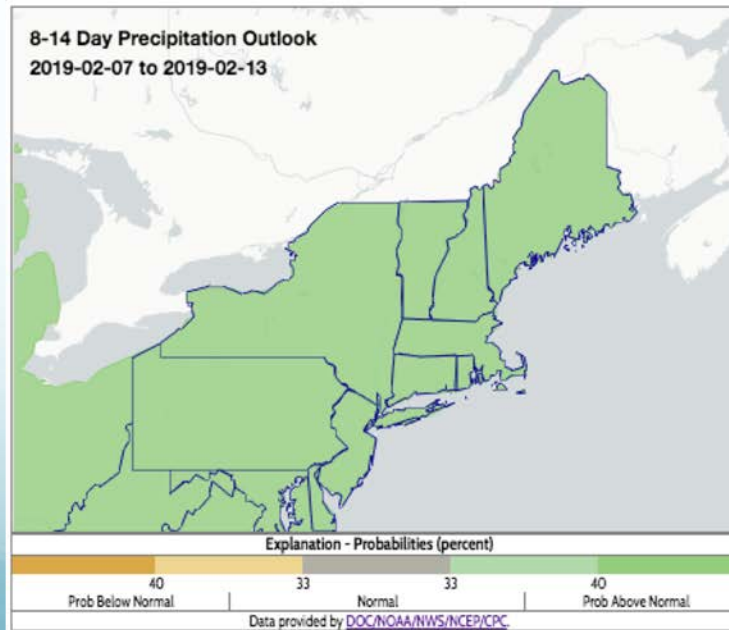 8-14 Day Precipitation Outlook
2019-02-07 to 2019-02-13
Explanation - Probabilities (percent)
40 33 33 40
Prob Below Normal Normal Prob Above Normal
Data provided by DOC/NOAA/NWS/NCEP/CPC.